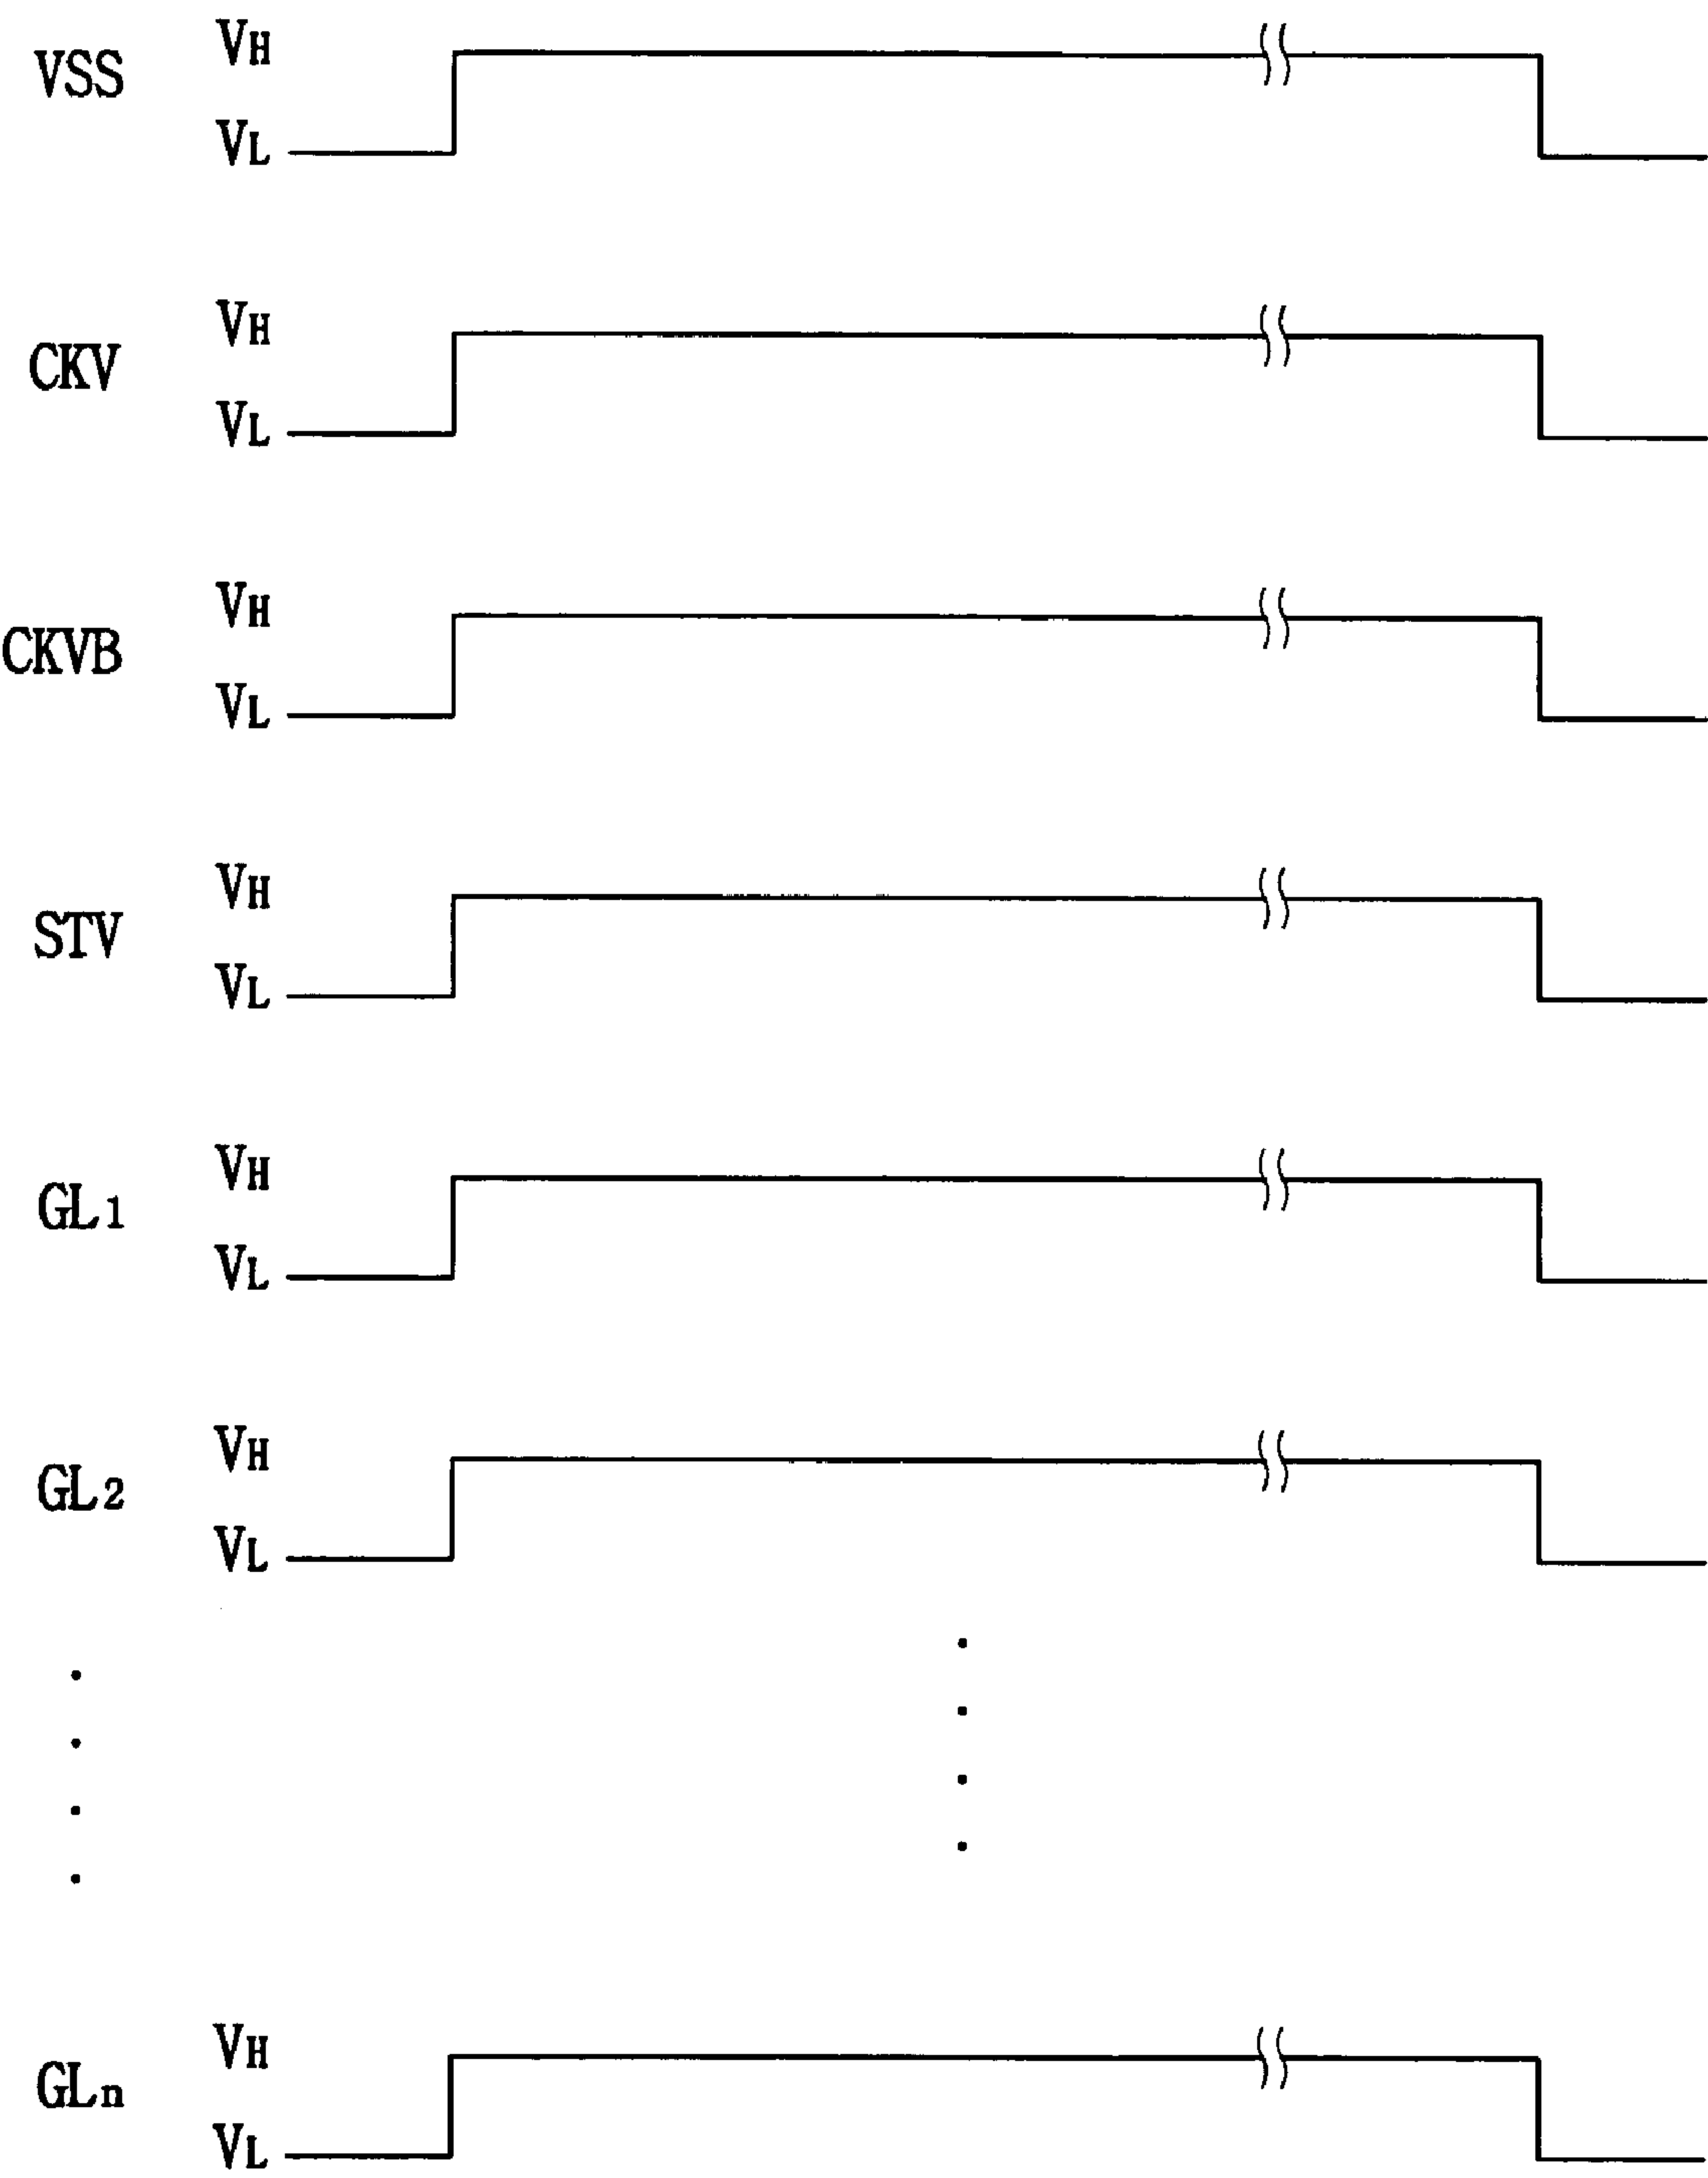 VSS VH
VL
CKV VH
VL
CKVB VH
VL
STV VH
VL
GL1 VH
VL
GL2 VH
VL
GLn VH
VL